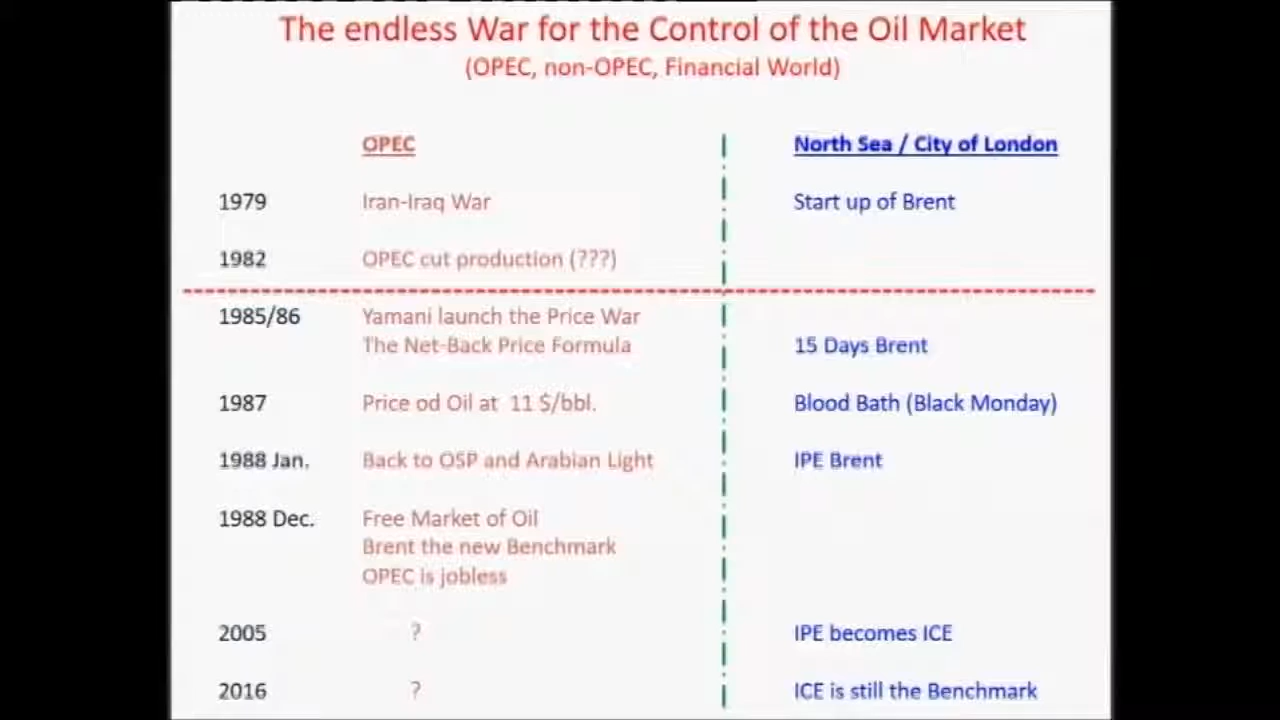 The endless War for the Control of the Oil Market
(OPEC, non-OPEC, Financial World)
OPEC North Sea / City of London
1979 Iran-Iraq War Start up of Brent
1982 OPEC cut production (???)
1985/86 Yamani launch the Price War
The Net-Back Price Formula 15 Days Brent
1987 Price od Oil at 11 $/bbl. Blood Bath (Black Monday)
1988 Jan. Back to OSP and Arabian Light IPE Brent
1988 Dec. Free Market of Oil
Brent the new Benchmark
OPEC is jobless
2005 ? IPE becomes ICE
2016 ? ICE is still the Benchmark